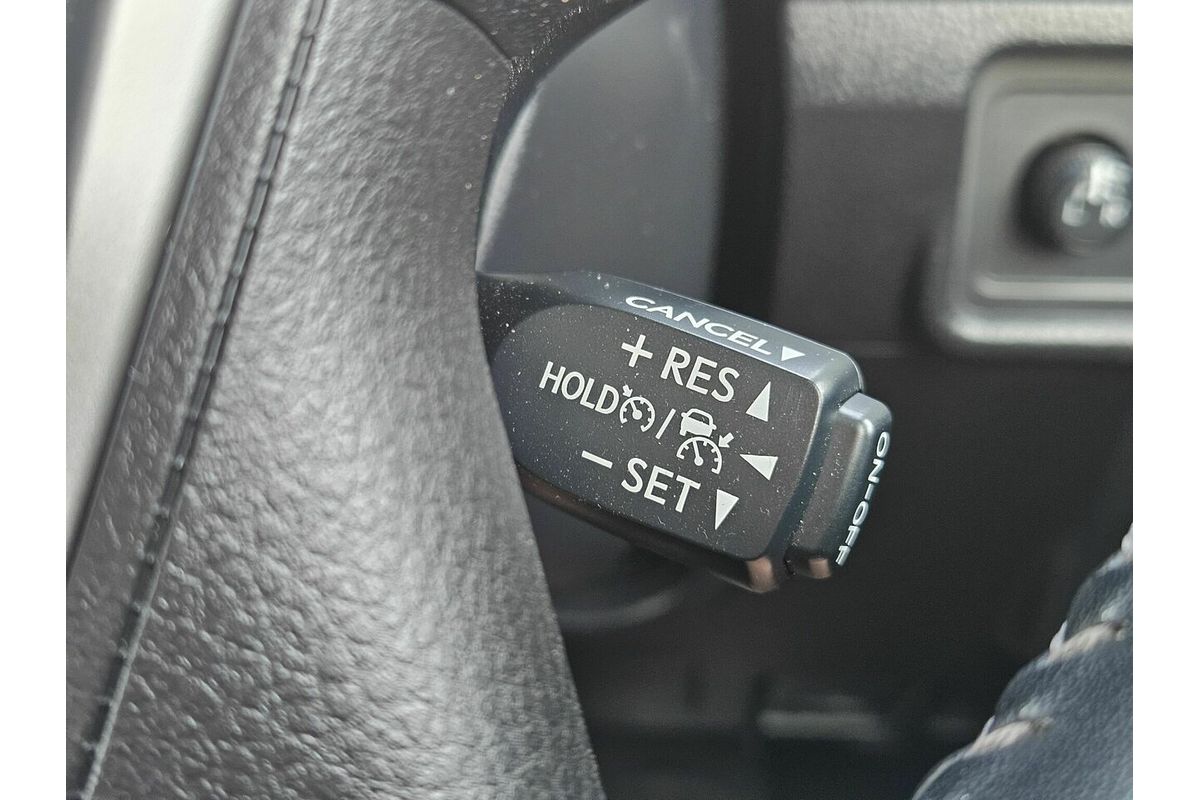 CANCEL ▼
+ RES ▲
HOLD / ◀
− SET ▼
ON-OFF